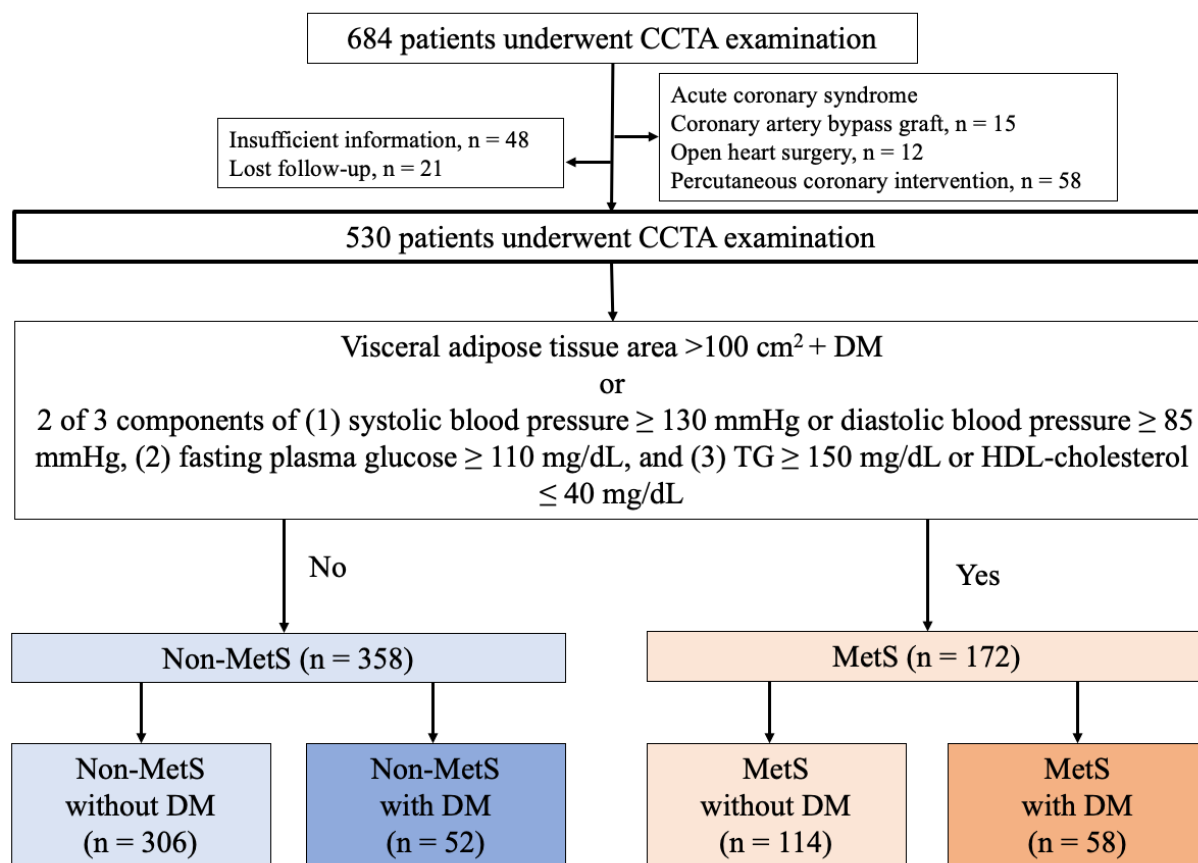 684 patients underwent CCTA examination
Insufficient information, n = 48
Lost follow-up, n = 21
Acute coronary syndrome
Coronary artery bypass graft, n = 15
Open heart surgery, n = 12
Percutaneous coronary intervention, n = 58
530 patients underwent CCTA examination
Visceral adipose tissue area >100 cm² + DM
or
2 of 3 components of (1) systolic blood pressure ≥ 130 mmHg or diastolic blood pressure ≥ 85
mmHg, (2) fasting plasma glucose ≥ 110 mg/dL, and (3) TG ≥ 150 mg/dL or HDL-cholesterol
≤ 40 mg/dL
No
Yes
Non-MetS (n = 358)
MetS (n = 172)
Non-MetS
without DM
(n = 306)
Non-MetS
with DM
(n = 52)
MetS
without DM
(n = 114)
MetS
with DM
(n = 58)